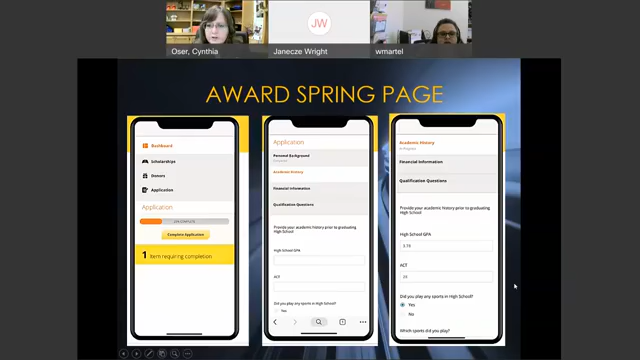 JW
Oser, Cynthia
Janecze Wright
wmartel
AWARD SPRING PAGE
Dashboard
Scholarships
Donors
Application
Application
Complete Application
1 item requiring completion
Application
Personal Background
Academic History
Financial Information
Qualification Questions
Provide your academic history prior to graduating
High School
High School GPA
ACT
Did you play any sports in High School?
Yes
Academic History
In Progress
Financial Information
Qualification Questions
Provide your academic history prior to graduating
High School
High School GPA
ACT
Did you play any sports in High School?
Yes
No
Which sports did you play?